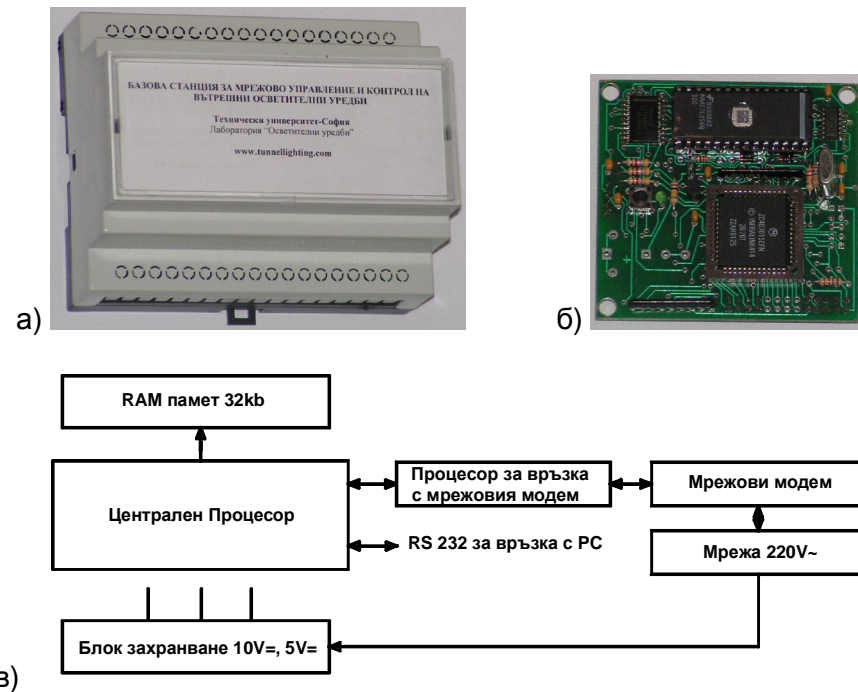 БАЗОВА СТАНЦИЯ ЗА МРЕЖОВО УПРАВЛЕНИЕ И КОНТРОЛ НА
ВЪТРЕШНИ ОСВЕТИТЕЛНИ УРЕДБИ
Технически университет-София
Лаборатория "Осветителни уредби"
www.tunnellighting.com
а)
б)
RAM памет 32kb
Централен Процесор
Процесор за връзка
с мрежовия модем
Мрежови модем
RS 232 за връзка с PC
Мрежа 220V~
Блок захранване 10V=, 5V=
в)